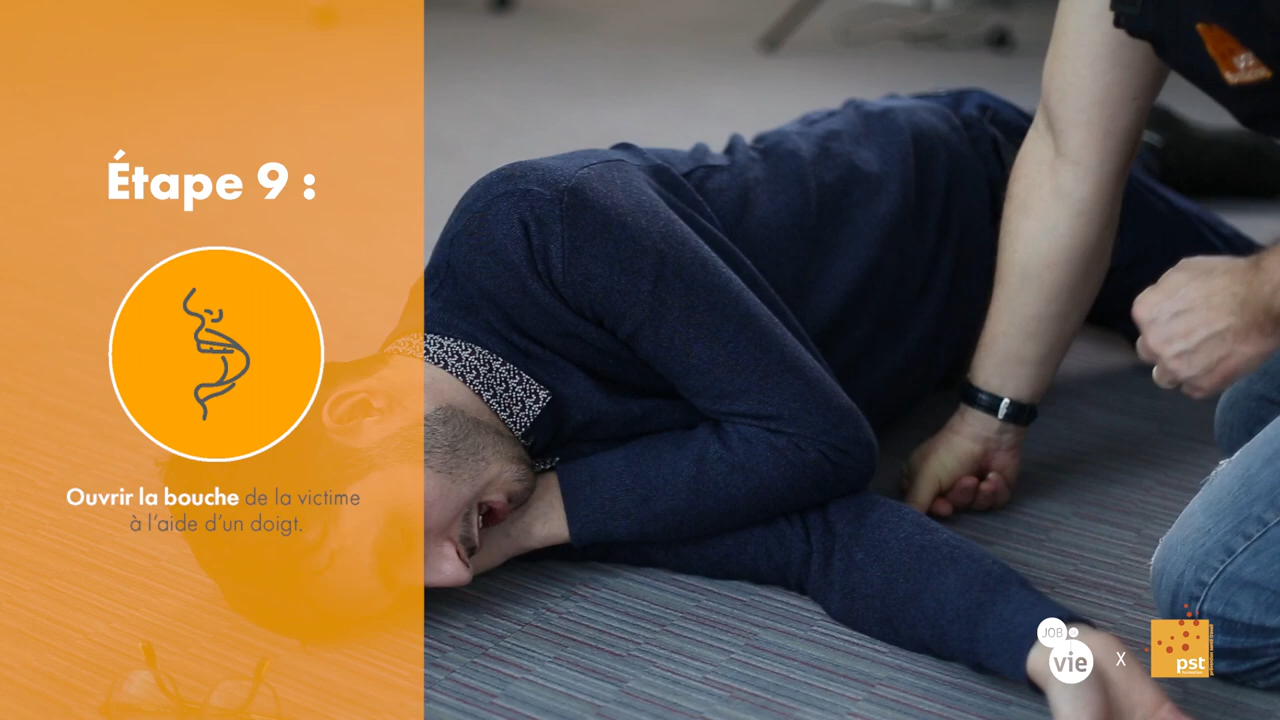 Étape 9 :
Ouvrir la bouche de la victime
à l'aide d'un doigt.
JOB
vie
X
pst